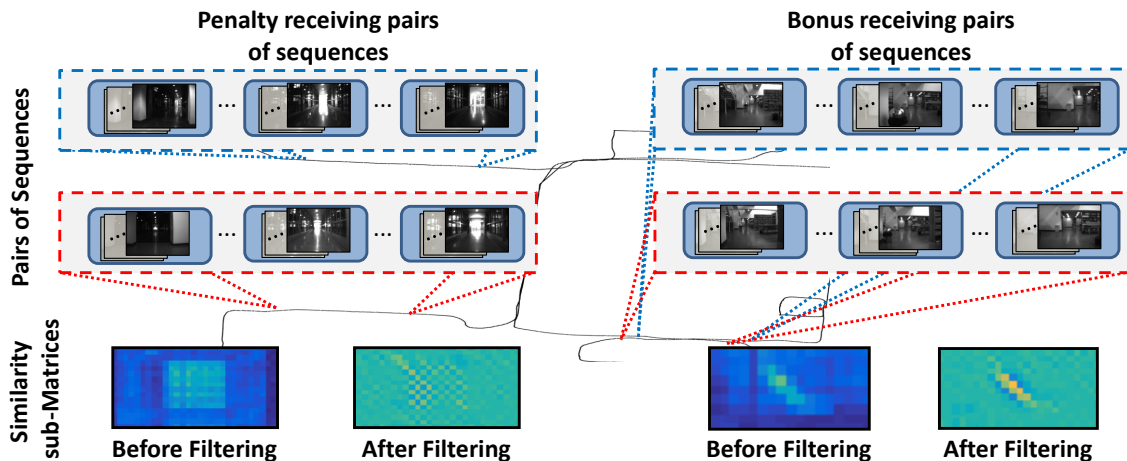 Penalty receiving pairs
of sequences
Bonus receiving pairs
of sequences
Pairs of Sequences
...
...
...
...
...
...
...
...
Similarity
sub-Matrices
Before Filtering
After Filtering
Before Filtering
After Filtering